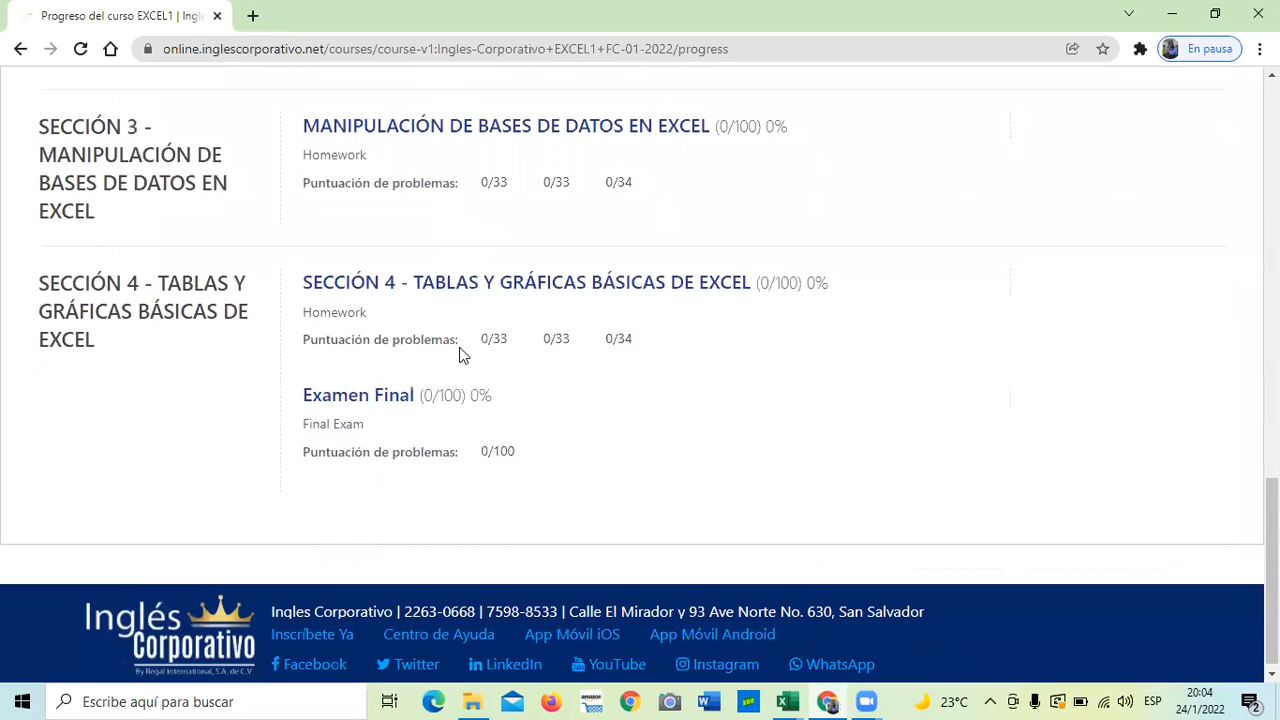 Progreso del curso EXCEL1 | Ingl
online.inglescorporativo.net/courses/course-v1:Ingles-Corporativo+EXCEL1+FC-01-2022/progress
En pausa
SECCIÓN 3 -
MANIPULACIÓN DE
BASES DE DATOS EN
EXCEL
MANIPULACIÓN DE BASES DE DATOS EN EXCEL (0/100) 0%
Homework
Puntuación de problemas: 0/33 0/33 0/34
SECCIÓN 4 - TABLAS Y
GRÁFICAS BÁSICAS DE
EXCEL
SECCIÓN 4 - TABLAS Y GRÁFICAS BÁSICAS DE EXCEL (0/100) 0%
Homework
Puntuación de problemas: 0/33 0/33 0/34
Examen Final (0/100) 0%
Final Exam
Puntuación de problemas: 0/100
Inglés
Corporativo
By Regal International, S.A. de C.V.
Ingles Corporativo | 2263-0668 | 7598-8533 | Calle El Mirador y 93 Ave Norte No. 630, San Salvador
Inscríbete Ya Centro de Ayuda App Móvil iOS App Móvil Android
Facebook Twitter LinkedIn YouTube Instagram WhatsApp
Escribe aquí para buscar
amazon
23°C
ESP
20:04
24/1/2022
2